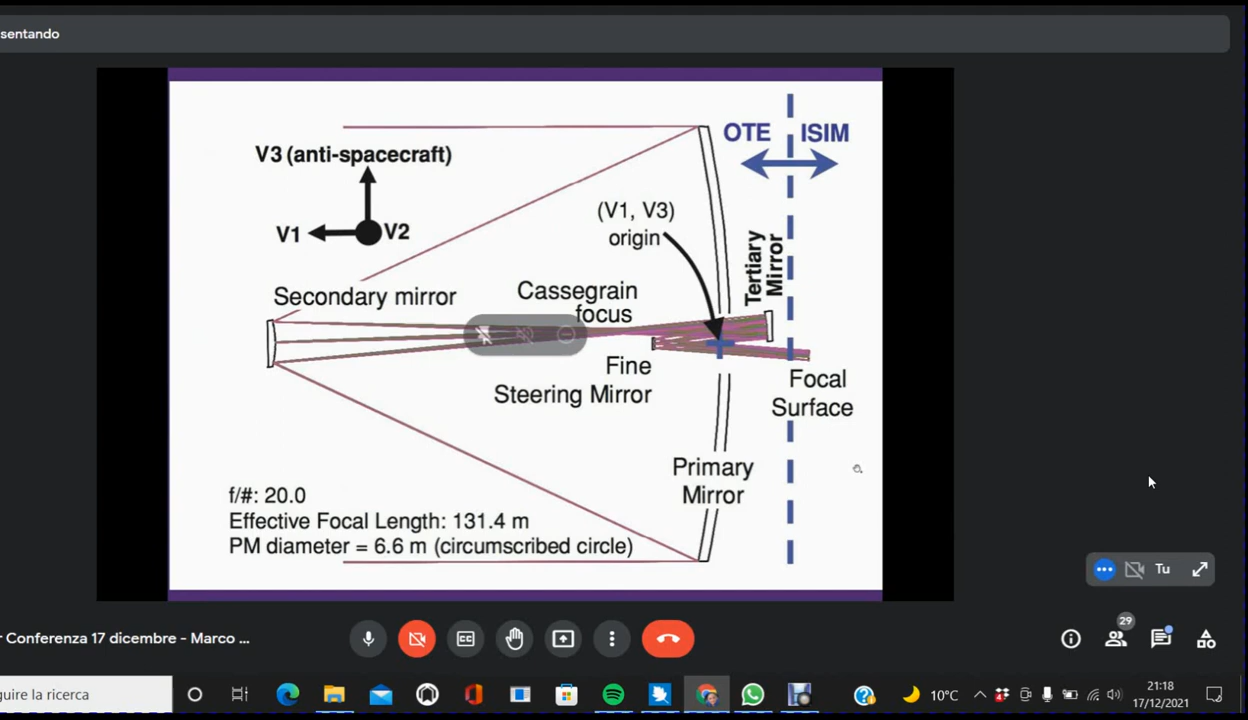 sentando
OTE
ISIM
V3 (anti-spacecraft)
(V1, V3)
origin
V1
V2
Tertiary
Mirror
Secondary mirror
Cassegrain
focus
Fine
Steering Mirror
Focal
Surface
Primary
Mirror
f/#: 20.0
Effective Focal Length: 131.4 m
PM diameter = 6.6 m (circumscribed circle)
Tu
r Conferenza 17 dicembre - Marco ...
CC
29
guire la ricerca
10°C
21:18
17/12/2021